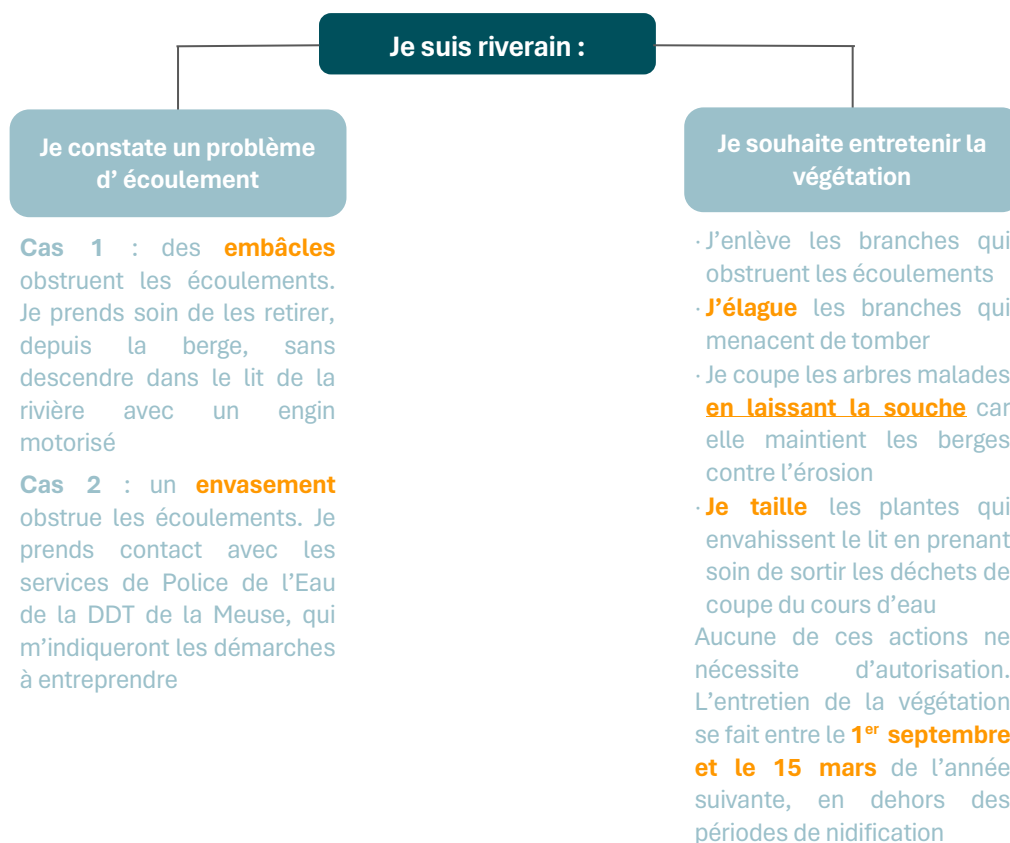 Je suis riverain :
Je constate un problème
d’ écoulement
Cas 1 : des embâcles
obstruent les écoulements.
Je prends soin de les retirer,
depuis la berge, sans
descendre dans le lit de la
rivière avec un engin
motorisé
Cas 2 : un envasement
obstrue les écoulements. Je
prends contact avec les
services de Police de l’Eau
de la DDT de la Meuse, qui
m’indiqueront les démarches
à entreprendre
Je souhaite entretenir la
végétation
· J’enlève les branches qui
obstruent les écoulements
· J’élague les branches qui
menacent de tomber
· Je coupe les arbres malades
en laissant la souche car
elle maintient les berges
contre l’érosion
· Je taille les plantes qui
envahissent le lit en prenant
soin de sortir les déchets de
coupe du cours d’eau
Aucune de ces actions ne
nécessite d’autorisation.
L’entretien de la végétation
se fait entre le 1er septembre
et le 15 mars de l’année
suivante, en dehors des
périodes de nidification